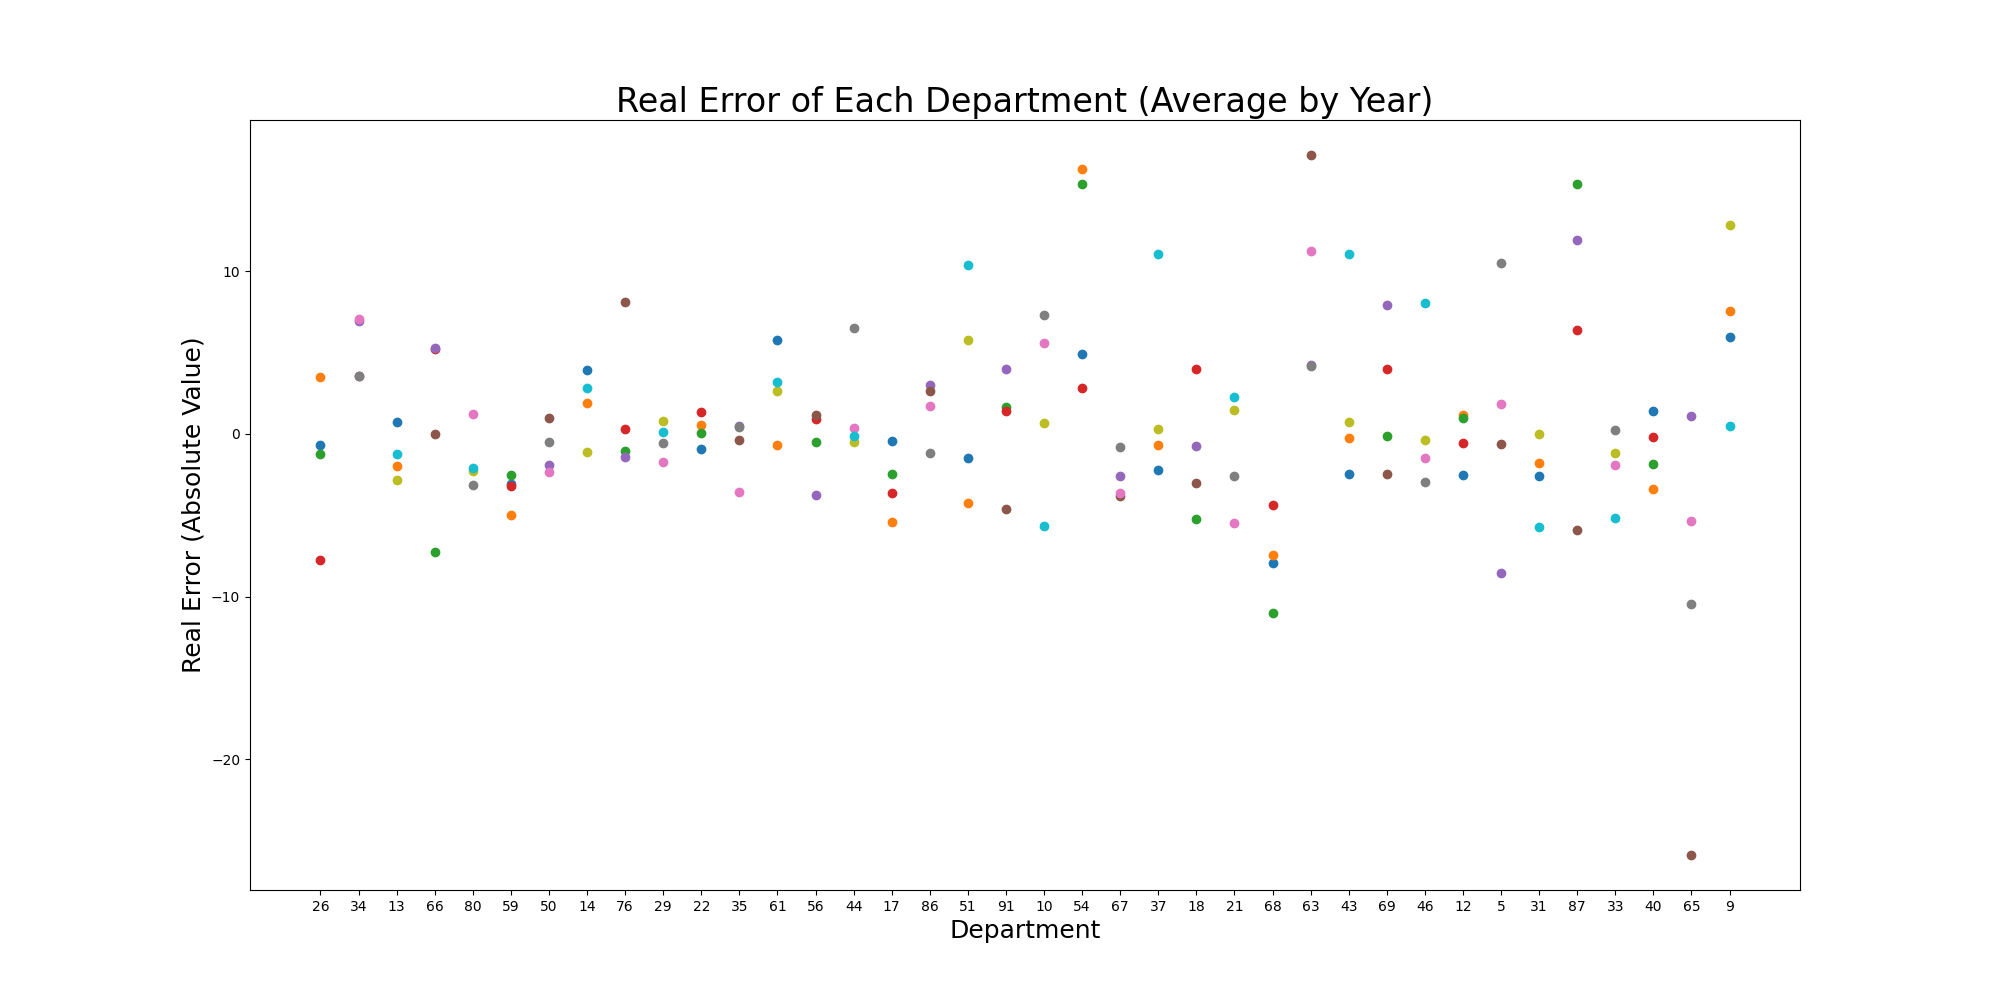 Real Error of Each Department (Average by Year)
Real Error (Absolute Value)
10
0
−10
−20
26 34 13 66 80 59 50 14 76 29 22 35 61 56 44 17 86 51 91 10 54 67 37 18 21 68 63 43 69 46 12 5 31 87 33 40 65 9
Department